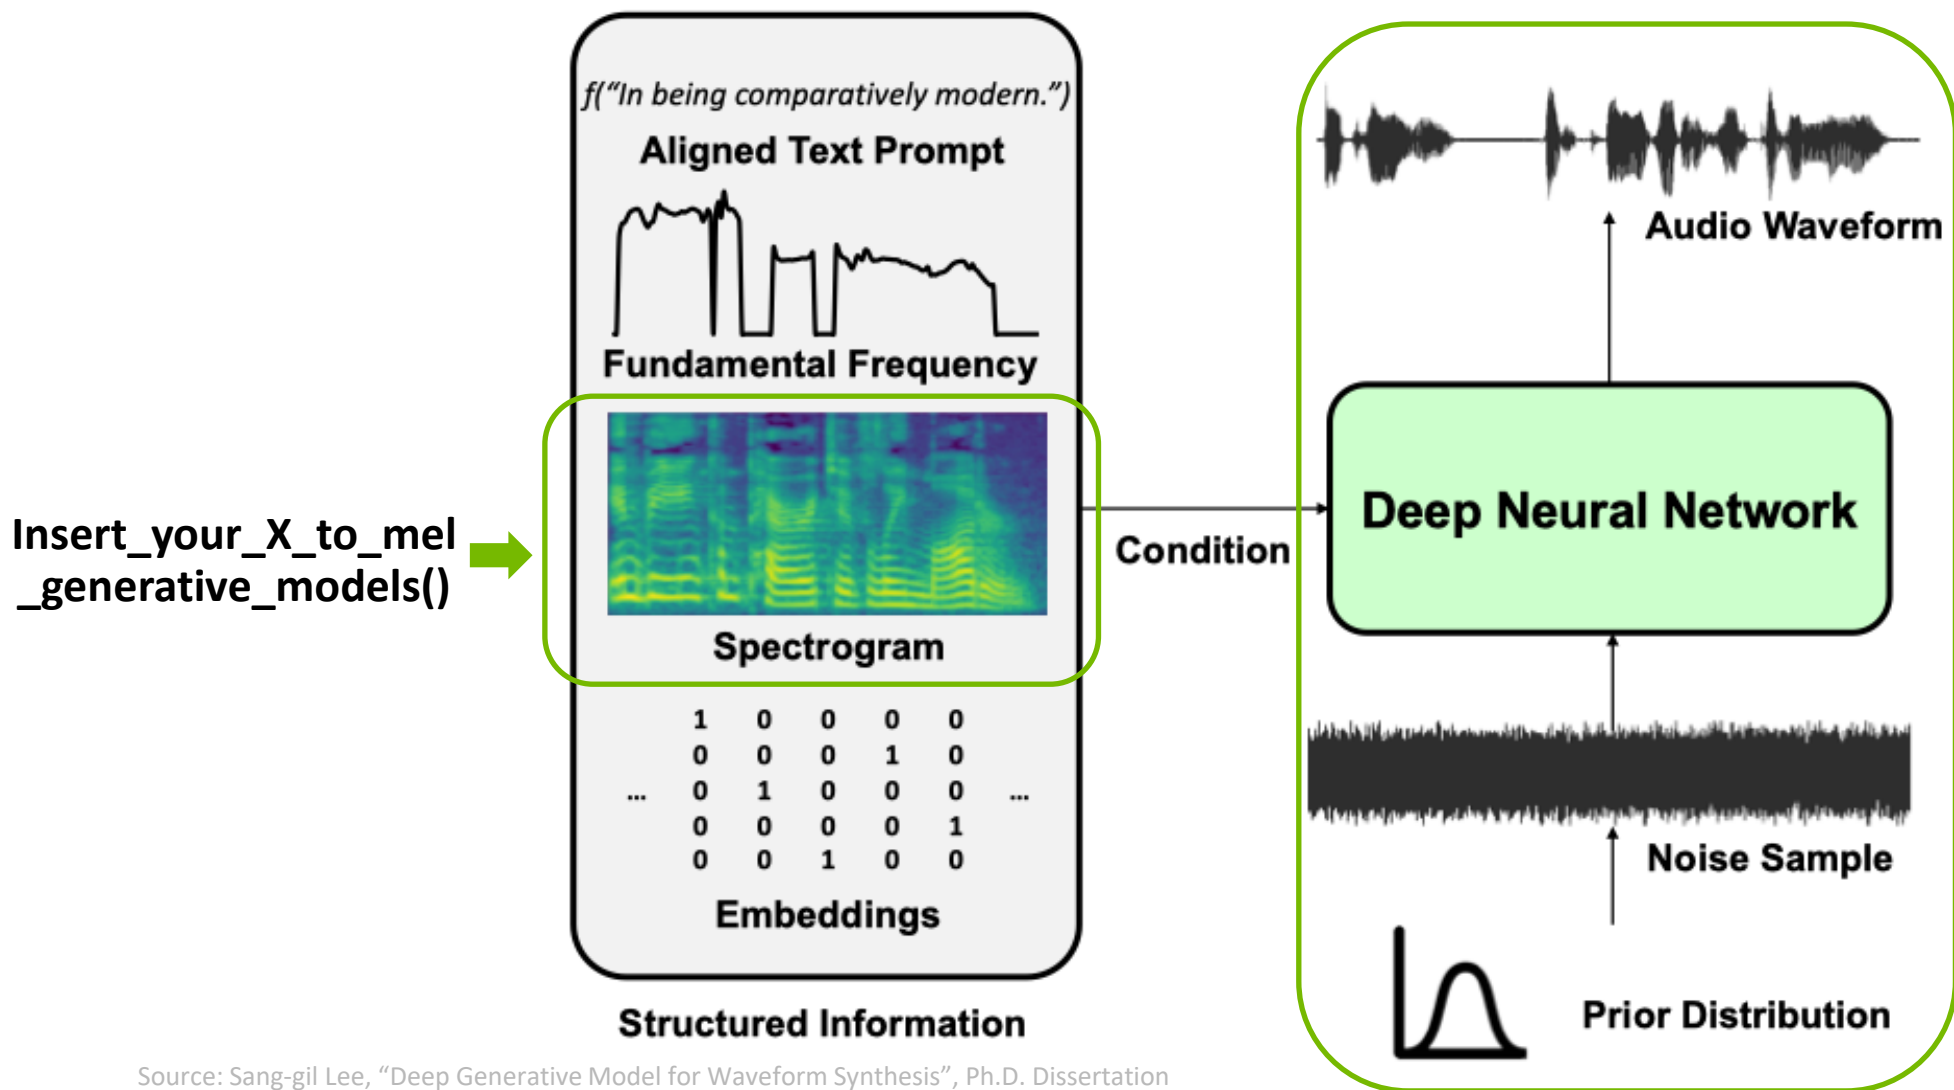 f(“In being comparatively modern.”)
Aligned Text Prompt
Fundamental Frequency
Insert_your_X_to_mel
_generative_models()
Spectrogram
1 0 0 0 0
0 0 0 1 0
... 0 1 0 0 0 ...
0 0 0 0 1
0 0 1 0 0
Embeddings
Structured Information
Condition
Audio Waveform
Deep Neural Network
Noise Sample
Prior Distribution
Source: Sang-gil Lee, “Deep Generative Model for Waveform Synthesis”, Ph.D. Dissertation